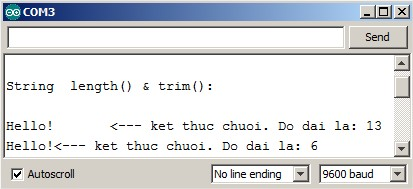 COM3
Send
String  length() & trim():
Hello!       <--- ket thuc chuoi. Do dai la: 13
Hello!<--- ket thuc chuoi. Do dai la: 6
Autoscroll
No line ending
9600 baud